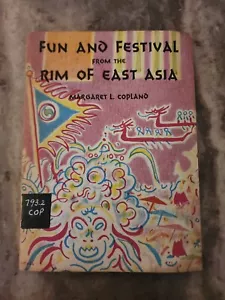 FUN AND FESTIVAL
FROM THE
RIM OF EAST ASIA
MARGARET L. COPLAND
793.2
COP